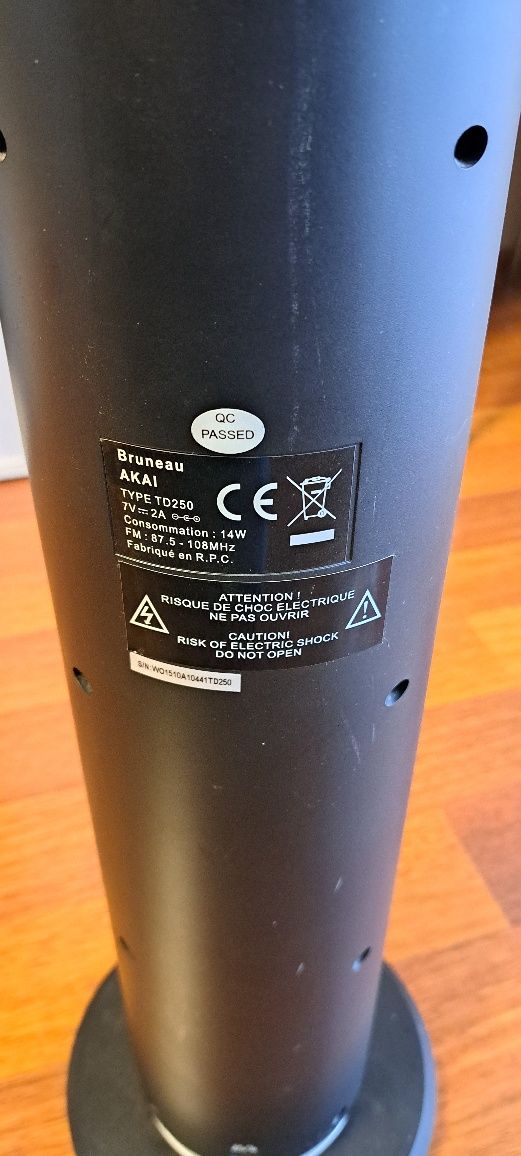 QC
PASSED
Bruneau
AKAI
TYPE TD250
7V⎓2A
Consommation : 14W
FM : 87.5 - 108MHz
Fabriqué en R.P.C.
CE
ATTENTION !
RISQUE DE CHOC ELECTRIQUE
NE PAS OUVRIR
CAUTION!
RISK OF ELECTRIC SHOCK
DO NOT OPEN
S/N:WO1510A10441TD250